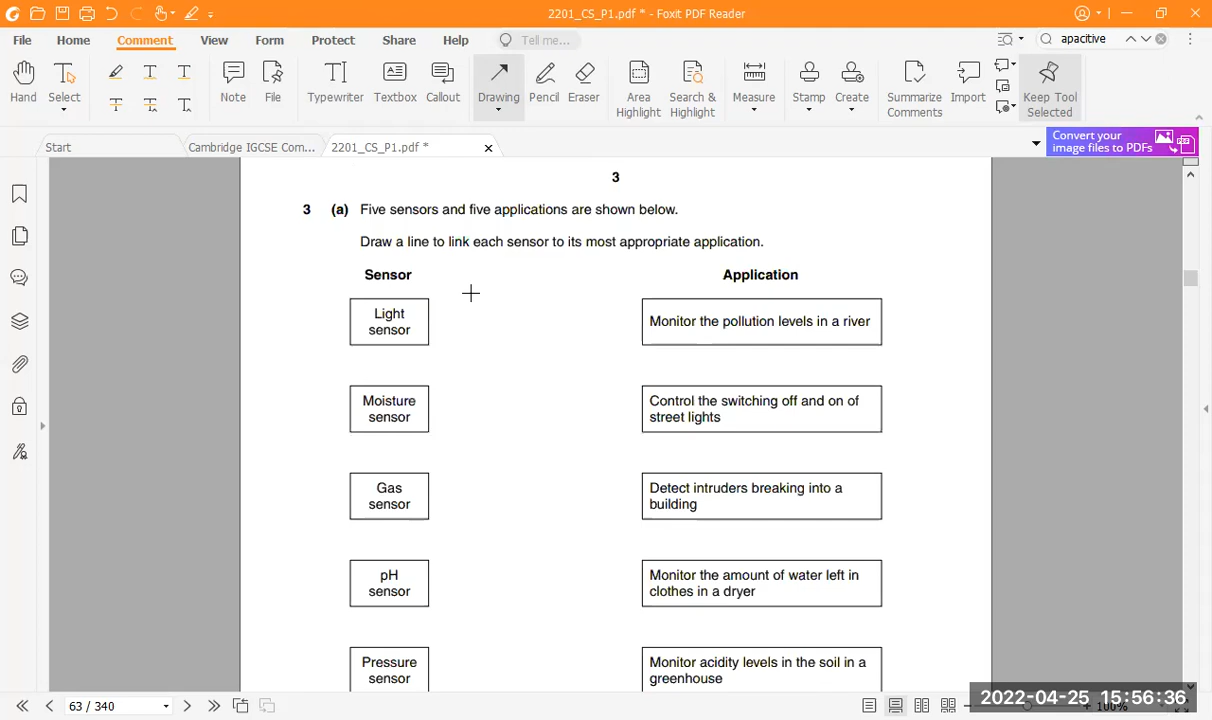 2201_CS_P1.pdf * - Foxit PDF Reader
File Home Comment View Form Protect Share Help Tell me... apacitive
Hand Select Note File Typewriter Textbox Callout Drawing Pencil Eraser Area Highlight Search & Highlight Measure Stamp Create Summarize Comments Import Keep Tool Selected
Start Cambridge IGCSE Com... 2201_CS_P1.pdf *
Convert your
image files to PDFs
3
3 (a) Five sensors and five applications are shown below.
Draw a line to link each sensor to its most appropriate application.
Sensor Application
Light
sensor
Monitor the pollution levels in a river
Moisture
sensor
Control the switching off and on of
street lights
Gas
sensor
Detect intruders breaking into a
building
pH
sensor
Monitor the amount of water left in
clothes in a dryer
Pressure
sensor
Monitor acidity levels in the soil in a
greenhouse
63 / 340
2022-04-25 15:56:36
100%